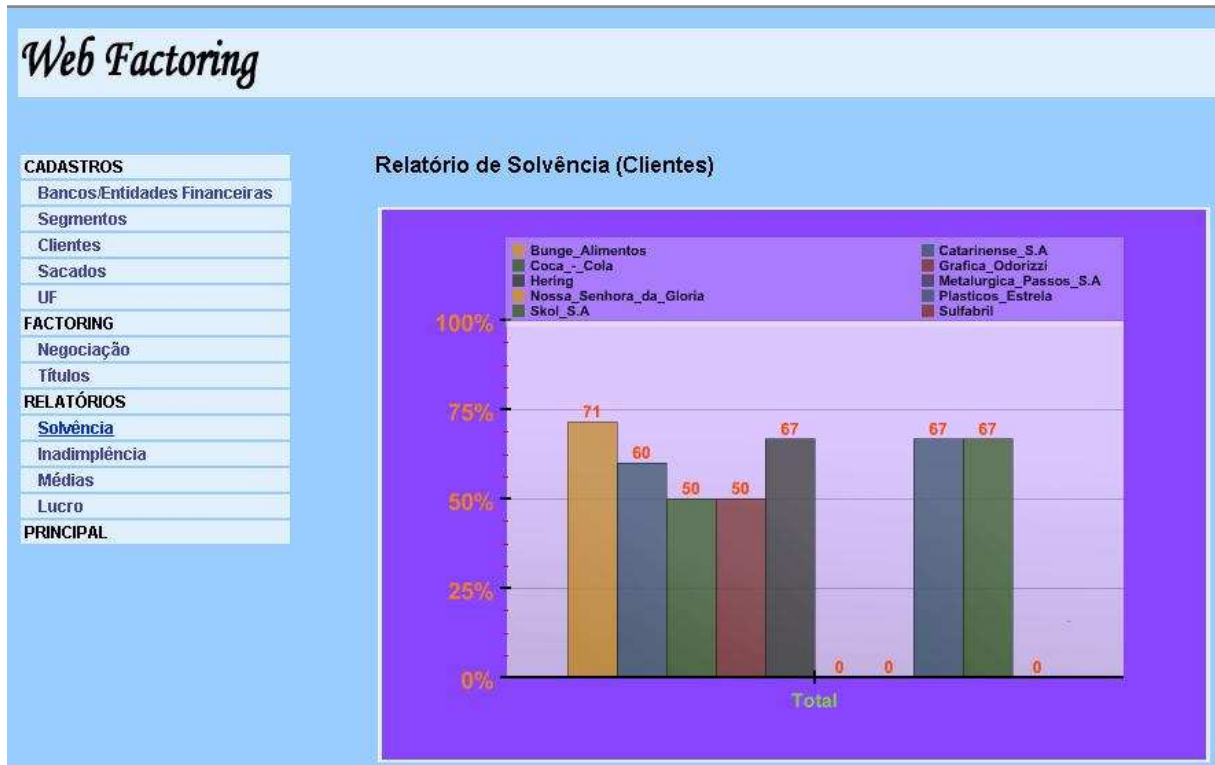 Web Factoring
CADASTROS
Bancos/Entidades Financeiras
Segmentos
Clientes
Sacados
UF
FACTORING
Negociação
Títulos
RELATÓRIOS
Solvência
Inadimplência
Médias
Lucro
PRINCIPAL
Relatório de Solvência (Clientes)
Bunge_Alimentos
Coca_-_Cola
Hering
Nossa_Senhora_da_Gloria
Skol_S.A
Catarinense_S.A
Grafica_Odorizzi
Metalurgica_Passos_S.A
Plasticos_Estrela
Sulfabril
100%
75%
50%
25%
0%
71
60
50
50
67
0
0
67
67
0
Total